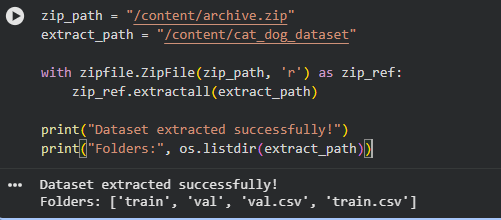 zip_path = "/content/archive.zip"
extract_path = "/content/cat_dog_dataset"
with zipfile.ZipFile(zip_path, 'r') as zip_ref:
    zip_ref.extractall(extract_path)
print("Dataset extracted successfully!")
print("Folders:", os.listdir(extract_path))
Dataset extracted successfully!
Folders: ['train', 'val', 'val.csv', 'train.csv']